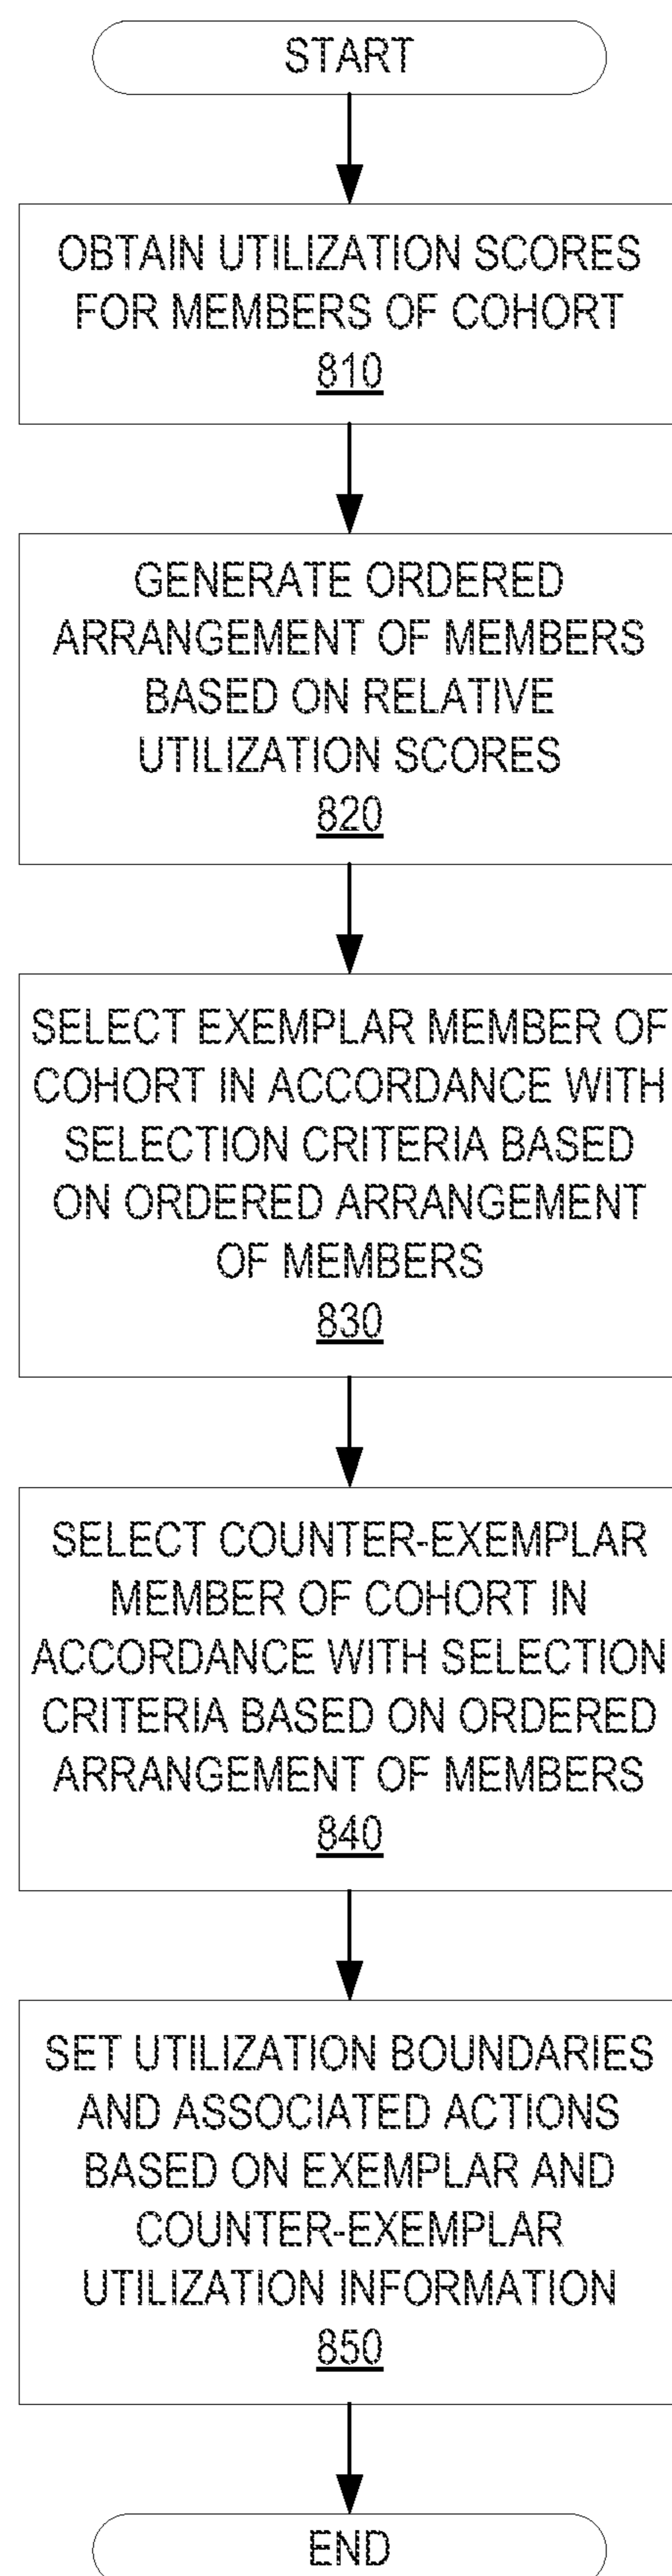 START
OBTAIN UTILIZATION SCORES
FOR MEMBERS OF COHORT
810
GENERATE ORDERED
ARRANGEMENT OF MEMBERS
BASED ON RELATIVE
UTILIZATION SCORES
820
SELECT EXEMPLAR MEMBER OF
COHORT IN ACCORDANCE WITH
SELECTION CRITERIA BASED
ON ORDERED ARRANGEMENT
OF MEMBERS
830
SELECT COUNTER-EXEMPLAR
MEMBER OF COHORT IN
ACCORDANCE WITH SELECTION
CRITERIA BASED ON ORDERED
ARRANGEMENT OF MEMBERS
840
SET UTILIZATION BOUNDARIES
AND ASSOCIATED ACTIONS
BASED ON EXEMPLAR AND
COUNTER-EXEMPLAR
UTILIZATION INFORMATION
850
END